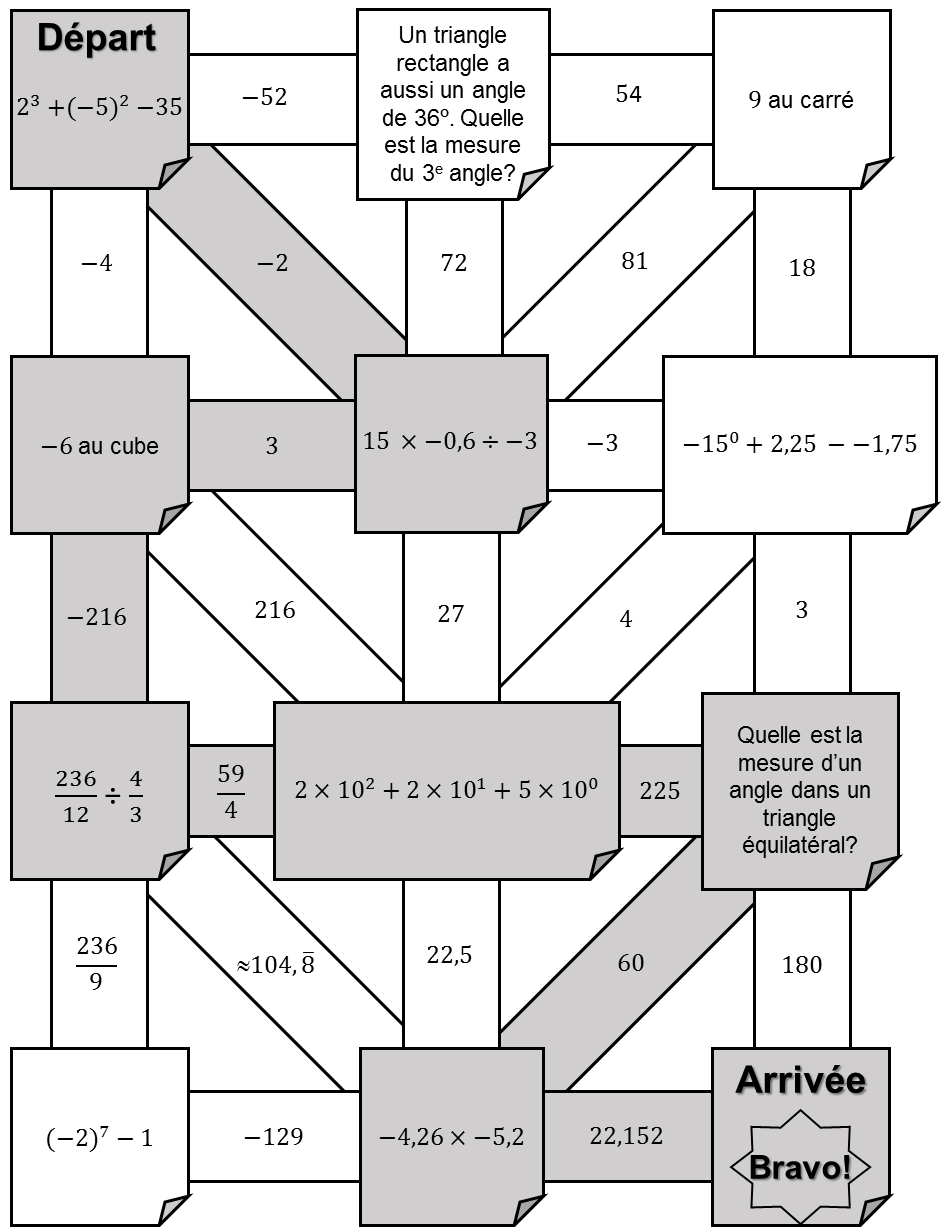 Départ
2³ +(−5)² −35
−52
Un triangle
rectangle a
aussi un angle
de 36º. Quelle
est la mesure
du 3ᵉ angle?
54
9 au carré
−4
−2
72
81
18
−6 au cube
3
15 × −0,6 ÷ −3
−3
−15⁰ + 2,25 − −1,75
−216
216
27
4
3
236/12 ÷ 4/3
59/4
2 × 10² + 2 × 10¹ + 5 × 10⁰
225
Quelle est la
mesure d’un
angle dans un
triangle
équilatéral?
236/9
≈104,8̅
22,5
60
180
(−2)⁷ − 1
−129
−4,26 × −5,2
22,152
Arrivée
Bravo!